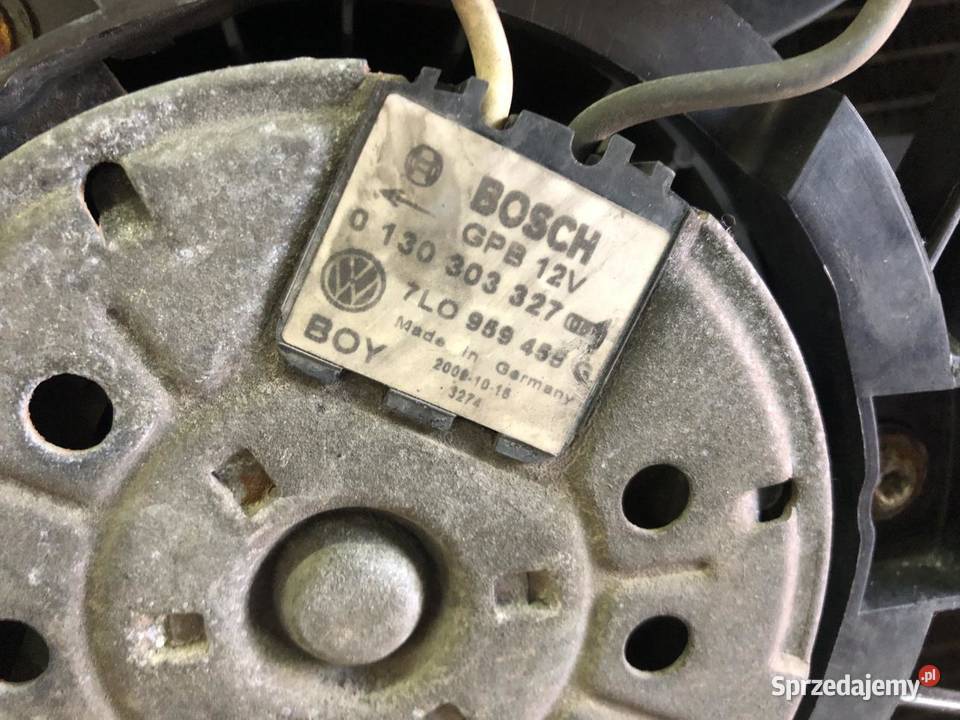 BOSCH
GPB 12V
0 130 303 327
7L0 959 455 G
BOY
Made in Germany
3274
Sprzedajemy.pl